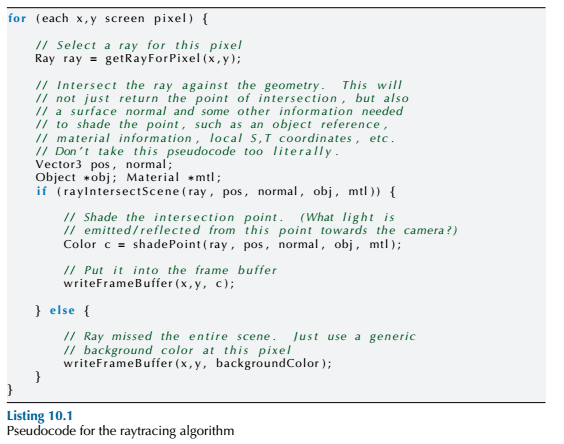 for (each x,y screen pixel) {
// Select a ray for this pixel
Ray ray = getRayForPixel(x,y);
// Intersect the ray against the geometry. This will
// not just return the point of intersection, but also
// a surface normal and some other information needed
// to shade the point, such as an object reference,
// material information, local S,T coordinates, etc.
// Don't take this pseudocode too literally.
Vector3 pos, normal;
Object *obj; Material *mtl;
if (rayIntersectScene(ray, pos, normal, obj, mtl)) {
// Shade the intersection point. (What light is
// emitted/reflected from this point towards the camera?)
Color c = shadePoint(ray, pos, normal, obj, mtl);
// Put it into the frame buffer
writeFrameBuffer(x,y, c);
} else {
// Ray missed the entire scene. Just use a generic
// background color at this pixel
writeFrameBuffer(x,y, backgroundColor);
}
}
Listing 10.1
Pseudocode for the raytracing algorithm